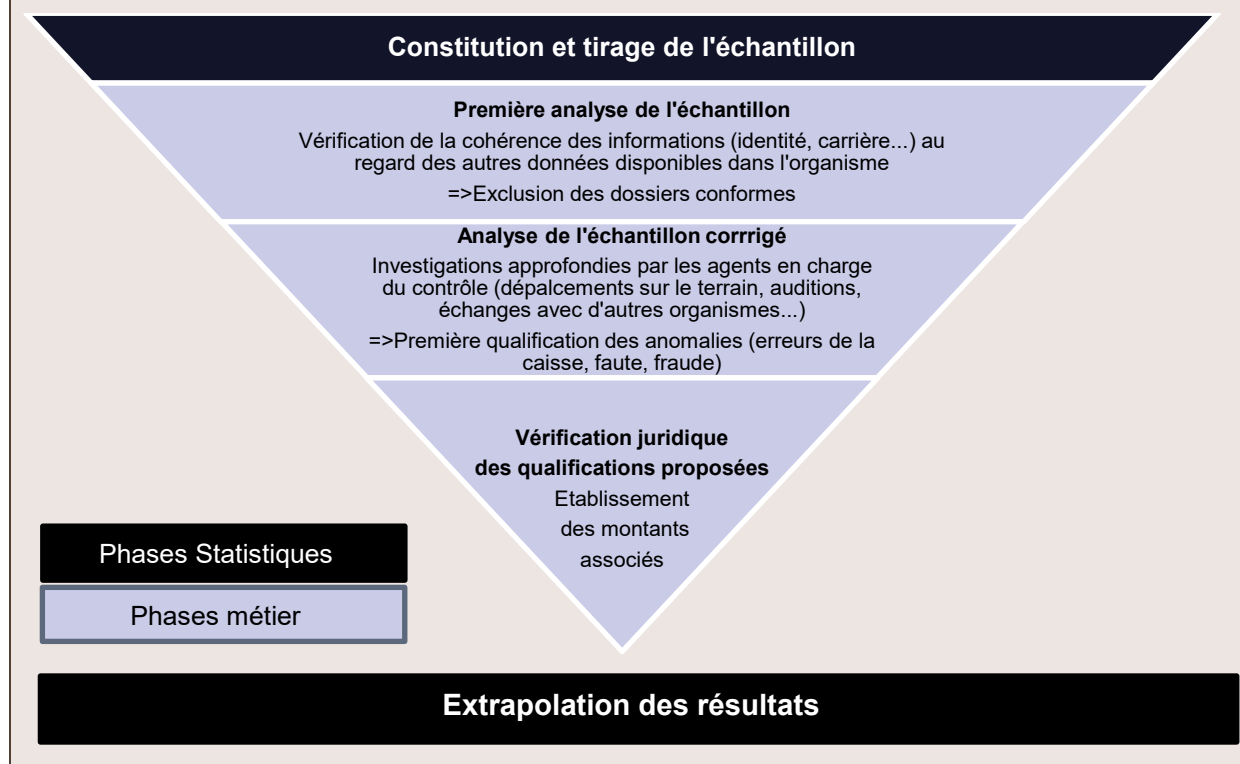 Constitution et tirage de l'échantillon
Première analyse de l'échantillon
Vérification de la cohérence des informations (identité, carrière...) au
regard des autres données disponibles dans l'organisme
=>Exclusion des dossiers conformes
Analyse de l'échantillon corrrigé
Investigations approfondies par les agents en charge
du contrôle (dépalcements sur le terrain, auditions,
échanges avec d'autres organismes...)
=>Première qualification des anomalies (erreurs de la
caisse, faute, fraude)
Vérification juridique
des qualifications proposées
Etablissement
des montants
associés
Phases Statistiques
Phases métier
Extrapolation des résultats